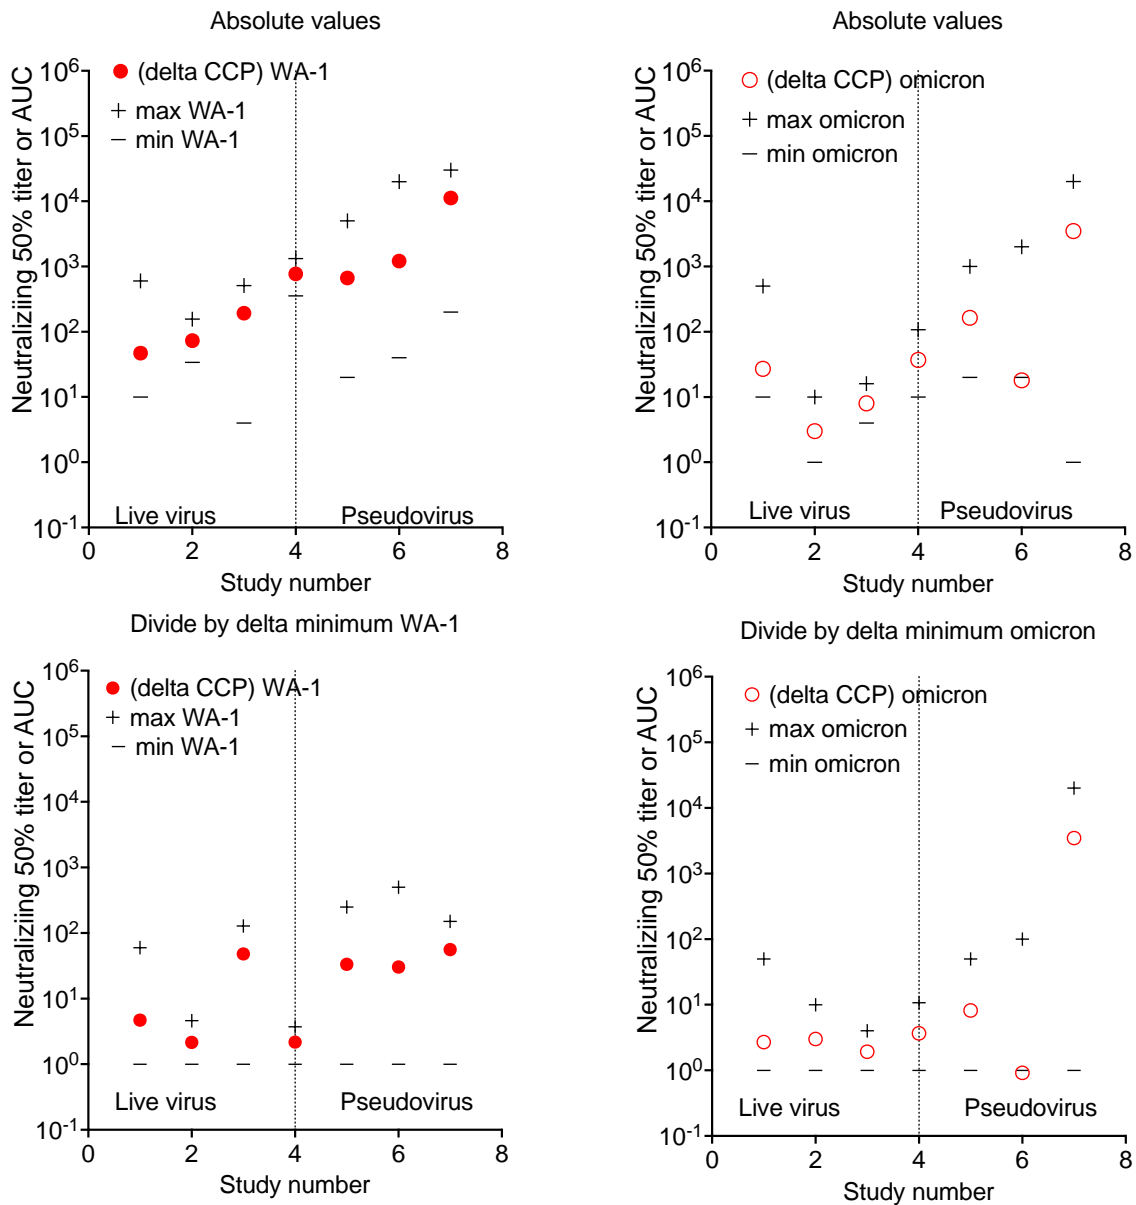 Absolute values
Neutraliziing 50% titer or AUC
10^6
10^5
10^4
10^3
10^2
10^1
10^0
10^-1
(delta CCP) WA-1
max WA-1
min WA-1
Live virus
Pseudovirus
0 2 4 6 8
Study number
Absolute values
Neutraliziing 50% titer or AUC
10^6
10^5
10^4
10^3
10^2
10^1
10^0
10^-1
(delta CCP) omicron
max omicron
min omicron
Live virus
Pseudovirus
0 2 4 6 8
Study number
Divide by delta minimum WA-1
Neutraliziing 50% titer or AUC
10^6
10^5
10^4
10^3
10^2
10^1
10^0
10^-1
(delta CCP) WA-1
max WA-1
min WA-1
Live virus
Pseudovirus
0 2 4 6 8
Study number
Divide by delta minimum omicron
Neutraliziing 50% titer or AUC
10^6
10^5
10^4
10^3
10^2
10^1
10^0
10^-1
(delta CCP) omicron
max omicron
min omicron
Live virus
Pseudovirus
0 2 4 6 8
Study number